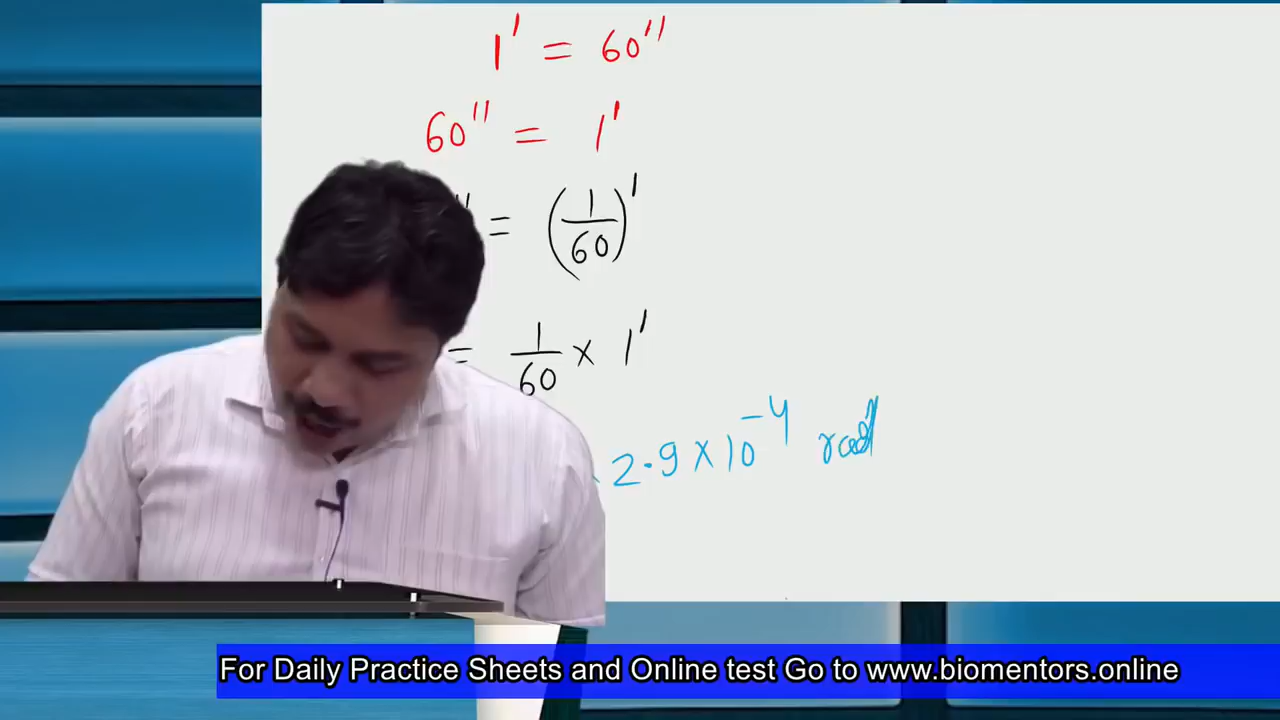 1' = 60''
60'' = 1'
'' = (1/60)'
= 1/60 × 1'
2.9 × 10⁻⁴ rad
For Daily Practice Sheets and Online test Go to www.biomentors.online